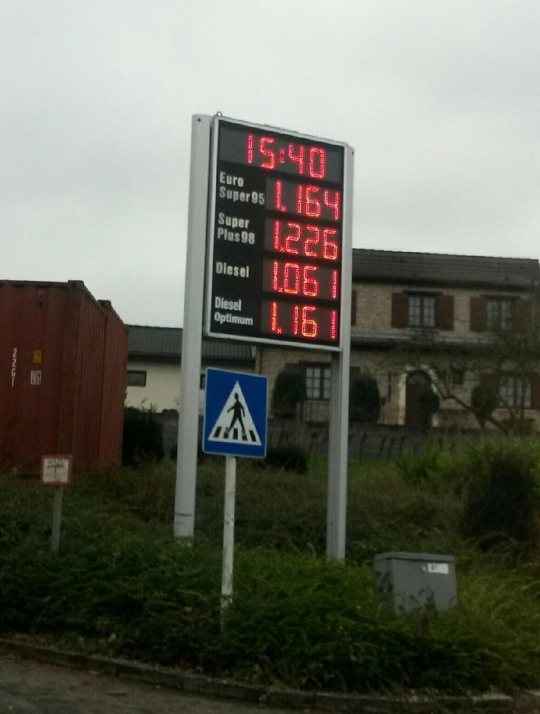 15:40
Euro
Super95 1.164
Super
Plus98 1.226
Diesel 1.061
Diesel
Optimum 1.161